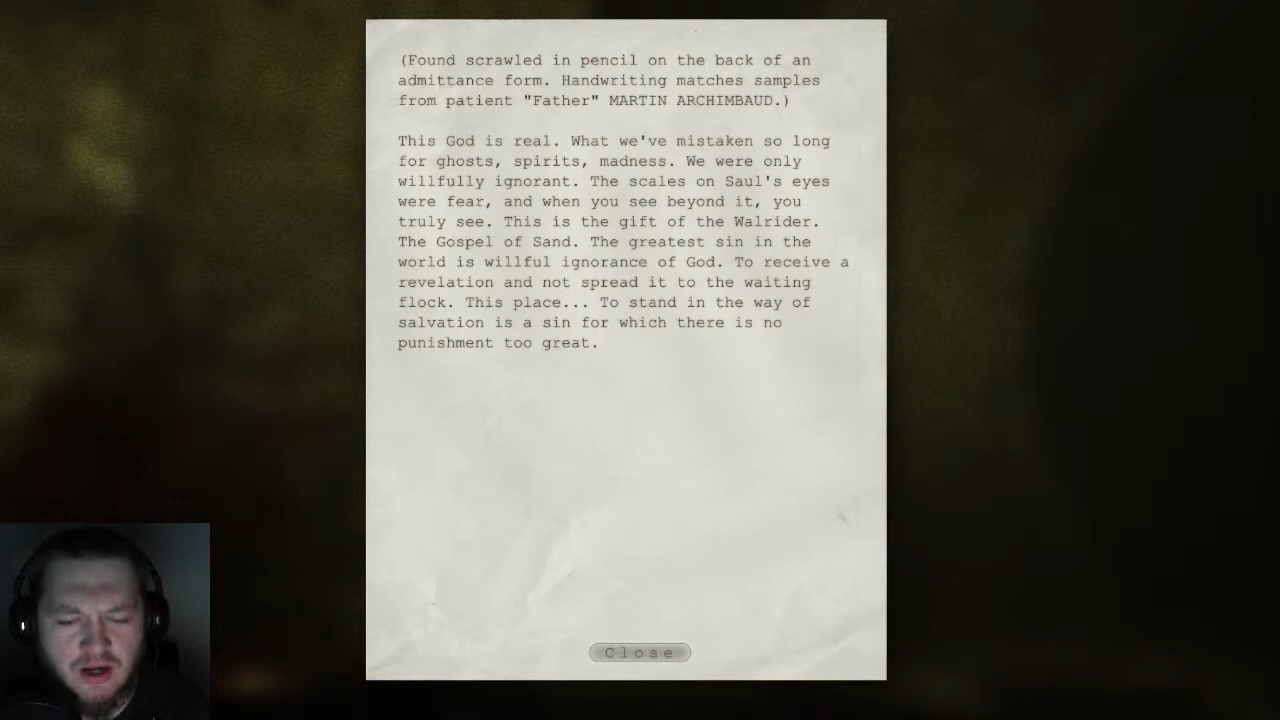 (Found scrawled in pencil on the back of an
admittance form. Handwriting matches samples
from patient "Father" MARTIN ARCHIMBAUD.)
This God is real. What we've mistaken so long
for ghosts, spirits, madness. We were only
willfully ignorant. The scales on Saul's eyes
were fear, and when you see beyond it, you
truly see. This is the gift of the Walrider.
The Gospel of Sand. The greatest sin in the
world is willful ignorance of God. To receive a
revelation and not spread it to the waiting
flock. This place... To stand in the way of
salvation is a sin for which there is no
punishment too great.
Close